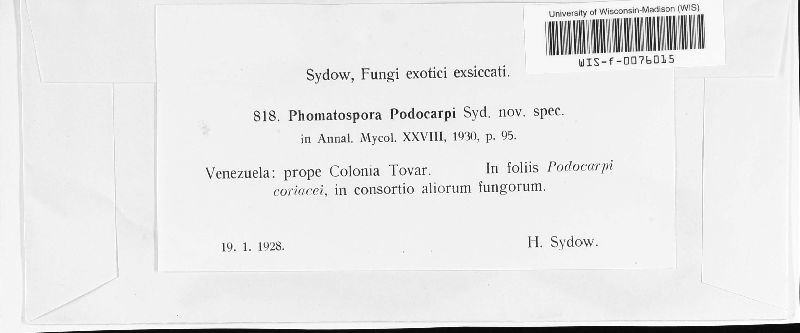 University of Wisconsin-Madison (WIS)
WIS-f-0076015
Sydow, Fungi exotici exsiccati.
818. Phomatospora Podocarpi Syd. nov. spec.
in Annal. Mycol. XXVIII, 1930, p. 95.
Venezuela: prope Colonia Tovar. In foliis Podocarpi
coriacei, in consortio aliorum fungorum.
19. 1. 1928. H. Sydow.